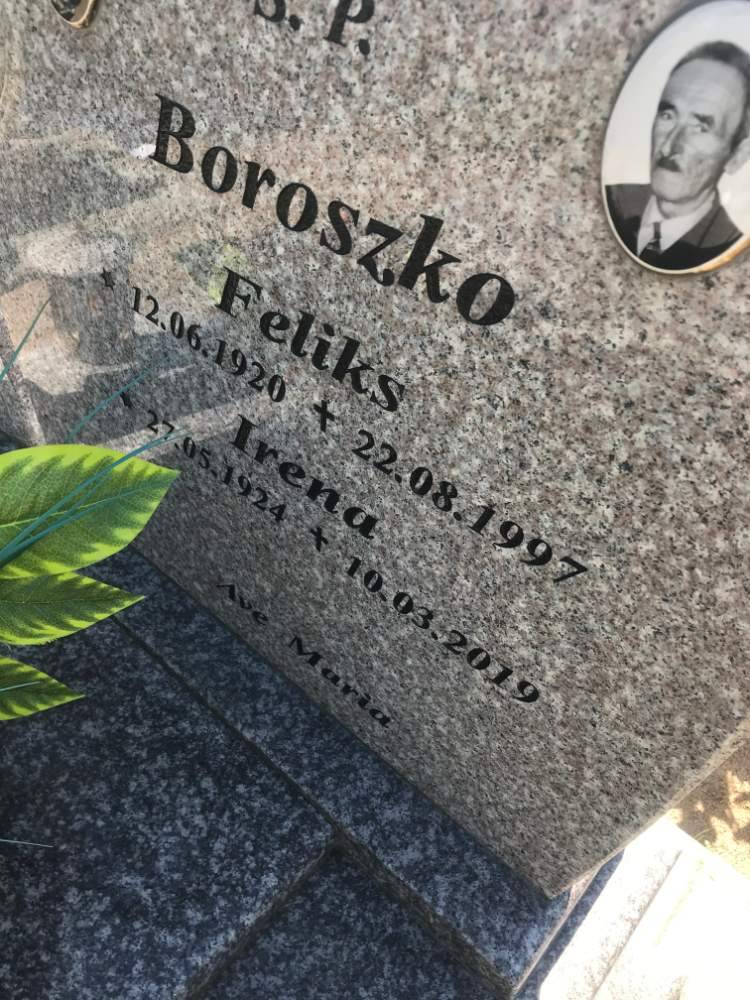 Ś. P.
Boroszko
Feliks
* 12.06.1920 ✝ 22.08.1997
Irena
* 27.05.1924 ✝ 10.03.2019
Ave Maria